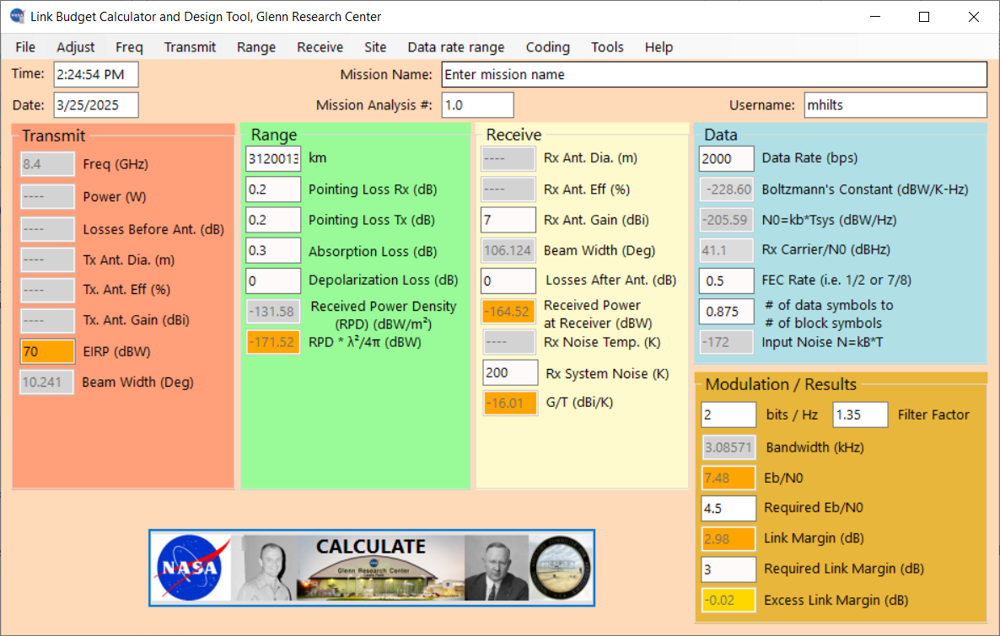 Link Budget Calculator and Design Tool, Glenn Research Center
File Adjust Freq Transmit Range Receive Site Data rate range Coding Tools Help
Time: 2:24:54 PM Mission Name: Enter mission name
Date: 3/25/2025 Mission Analysis #: 1.0 Username: mhilts
Transmit
8.4 Freq (GHz)
---- Power (W)
---- Losses Before Ant. (dB)
---- Tx Ant. Dia. (m)
---- Tx. Ant. Eff (%)
---- Tx. Ant. Gain (dBi)
70 EIRP (dBW)
10.241 Beam Width (Deg)
Range
3120013 km
0.2 Pointing Loss Rx (dB)
0.2 Pointing Loss Tx (dB)
0.3 Absorption Loss (dB)
0 Depolarization Loss (dB)
-131.58 Received Power Density
(RPD) (dBW/m²)
-171.52 RPD * λ²/4π (dBW)
Receive
---- Rx Ant. Dia. (m)
---- Rx Ant. Eff (%)
7 Rx Ant. Gain (dBi)
106.124 Beam Width (Deg)
0 Losses After Ant. (dB)
-164.52 Received Power
at Receiver (dBW)
---- Rx Noise Temp. (K)
200 Rx System Noise (K)
-16.01 G/T (dBi/K)
Data
2000 Data Rate (bps)
-228.60 Boltzmann's Constant (dBW/K-Hz)
-205.59 N0=kb*Tsys (dBW/Hz)
41.1 Rx Carrier/N0 (dBHz)
0.5 FEC Rate (i.e. 1/2 or 7/8)
0.875 # of data symbols to
# of block symbols
-172 Input Noise N=kB*T
Modulation / Results
2 bits / Hz 1.35 Filter Factor
3.08571 Bandwidth (kHz)
7.48 Eb/N0
4.5 Required Eb/N0
2.98 Link Margin (dB)
3 Required Link Margin (dB)
-0.02 Excess Link Margin (dB)
NASA
CALCULATE
Glenn Research Center